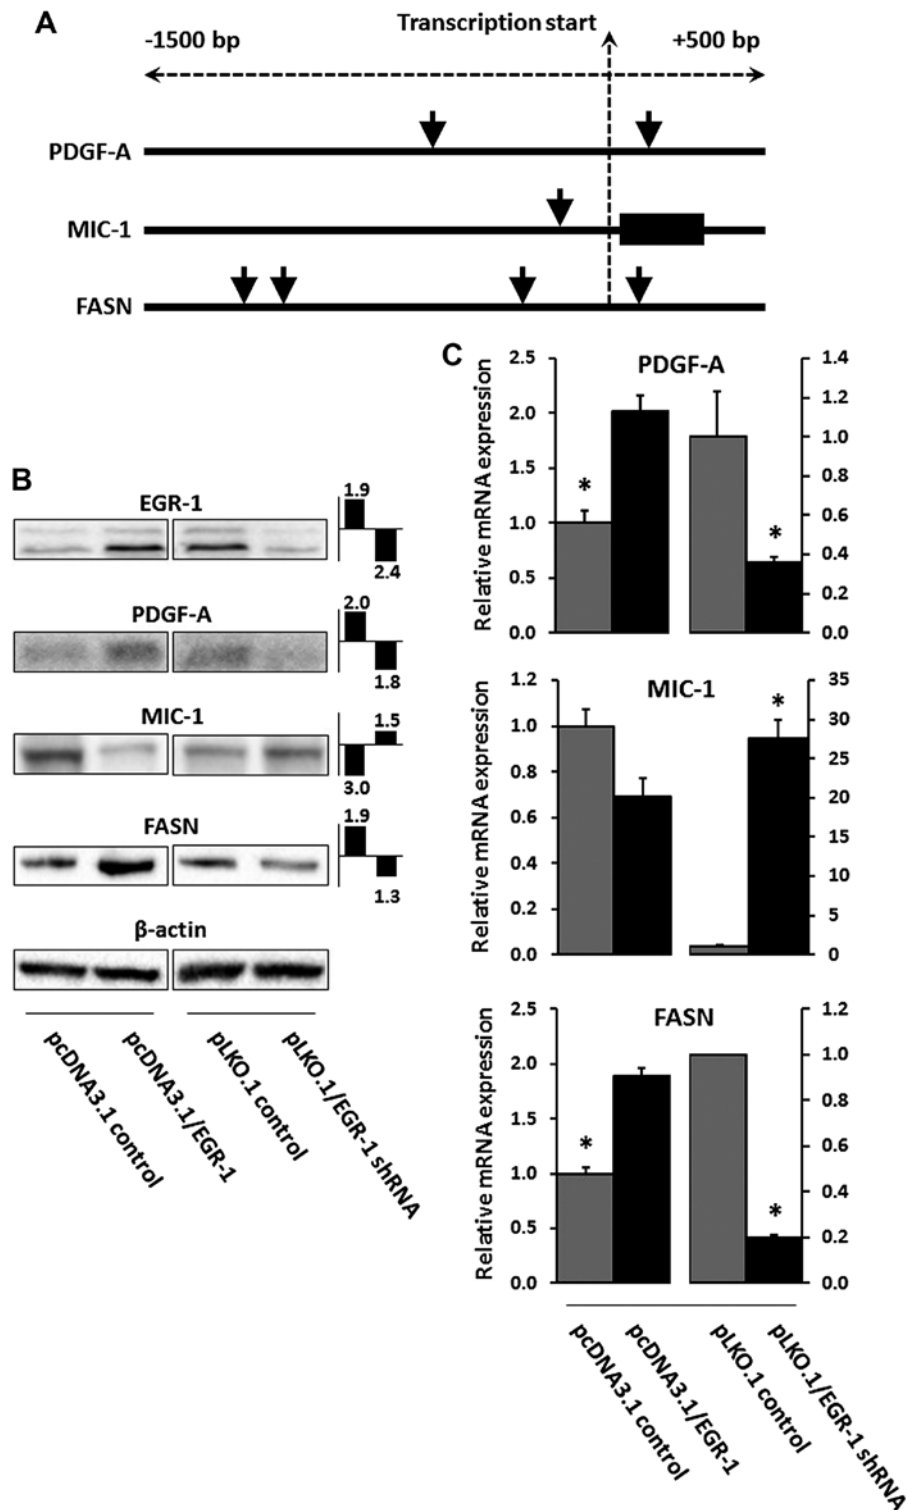 A
Transcription start
-1500 bp
+500 bp
PDGF-A
MIC-1
FASN
B
EGR-1
1.9
2.4
PDGF-A
2.0
1.8
MIC-1
1.5
3.0
FASN
1.9
1.3
β-actin
pcDNA3.1 control
pcDNA3.1/EGR-1
pLKO.1 control
pLKO.1/EGR-1 shRNA
C
PDGF-A
Relative mRNA expression
2.5
2.0
1.5
1.0
0.5
0.0
*
*
1.4
1.2
1.0
0.8
0.6
0.4
0.2
0.0
MIC-1
Relative mRNA expression
1.2
1.0
0.8
0.6
0.4
0.2
0.0
*
35
30
25
20
15
10
5
0
FASN
Relative mRNA expression
2.5
2.0
1.5
1.0
0.5
0.0
*
*
1.2
1.0
0.8
0.6
0.4
0.2
0.0
pcDNA3.1 control
pcDNA3.1/EGR-1
pLKO.1 control
pLKO.1/EGR-1 shRNA